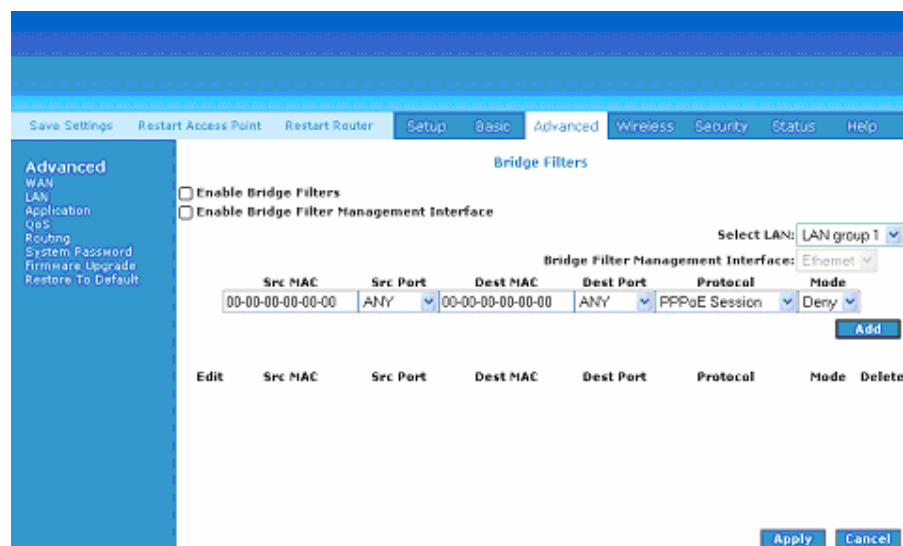 Save Settings Restart Access Point Restart Router Setup Basic Advanced Wireless Security Status Help
Advanced
WAN
LAN
Application
QoS
Routing
System Password
Firmware Upgrade
Restore To Default
Bridge Filters
Enable Bridge Filters
Enable Bridge Filter Management Interface
Select LAN: LAN group 1
Bridge Filter Management Interface: Ethernet
Src MAC Src Port Dest MAC Dest Port Protocol Mode
00-00-00-00-00-00 ANY 00-00-00-00-00-00 ANY PPPoE Session Deny
Add
Edit Src MAC Src Port Dest MAC Dest Port Protocol Mode Delete
Apply Cancel